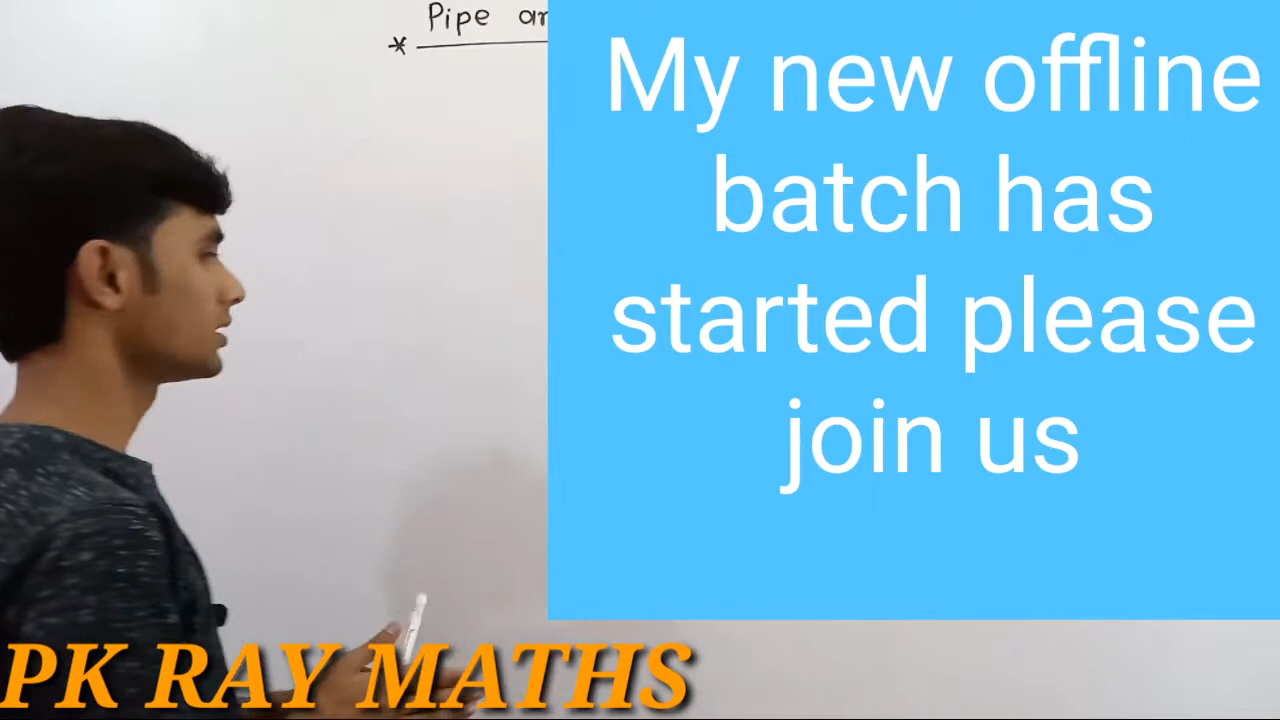 * Pipe
My new offline
batch has
started please
join us
PK RAY MATHS